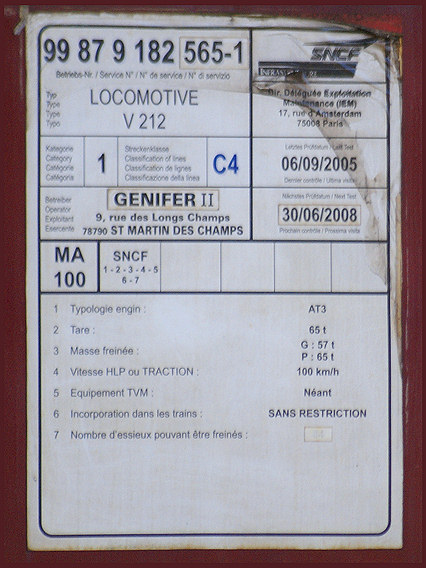 99 87 9 182 565-1
Betriebs-Nr. / Service N° / N° de service / N° di servizio
SNCF
INFRASTRUCTURE
Dir. Déléguée Exploitation
Maintenance (IEM)
17, rue d'Amsterdam
75008 Paris
Typ
Type
Type
Tipo
LOCOMOTIVE
V 212
Kategorie
Category
Catégorie
Categoria
1
Streckenklasse
Classification of lines
Classification de lignes
Classificazione della linea
C4
Letzte Prüfdatum / Last Test
06/09/2005
Dernier contrôle / Ultima visita
Betreiber
Operator
Exploitant
Esercente
GENIFER II
9, rue des Longs Champs
78790 ST MARTIN DES CHAMPS
Nächstes Prüfdatum / Next Test
30/06/2008
Prochain contrôle / Prossima visita
MA
100
SNCF
1 - 2 - 3 - 4 - 5
6 - 7
1 Typologie engin : AT3
2 Tare : 65 t
3 Masse freinée : G : 57 t
P : 65 t
4 Vitesse HLP ou TRACTION : 100 km/h
5 Equipement TVM : Néant
6 Incorporation dans les trains : SANS RESTRICTION
7 Nombre d'essieux pouvant être freinés :